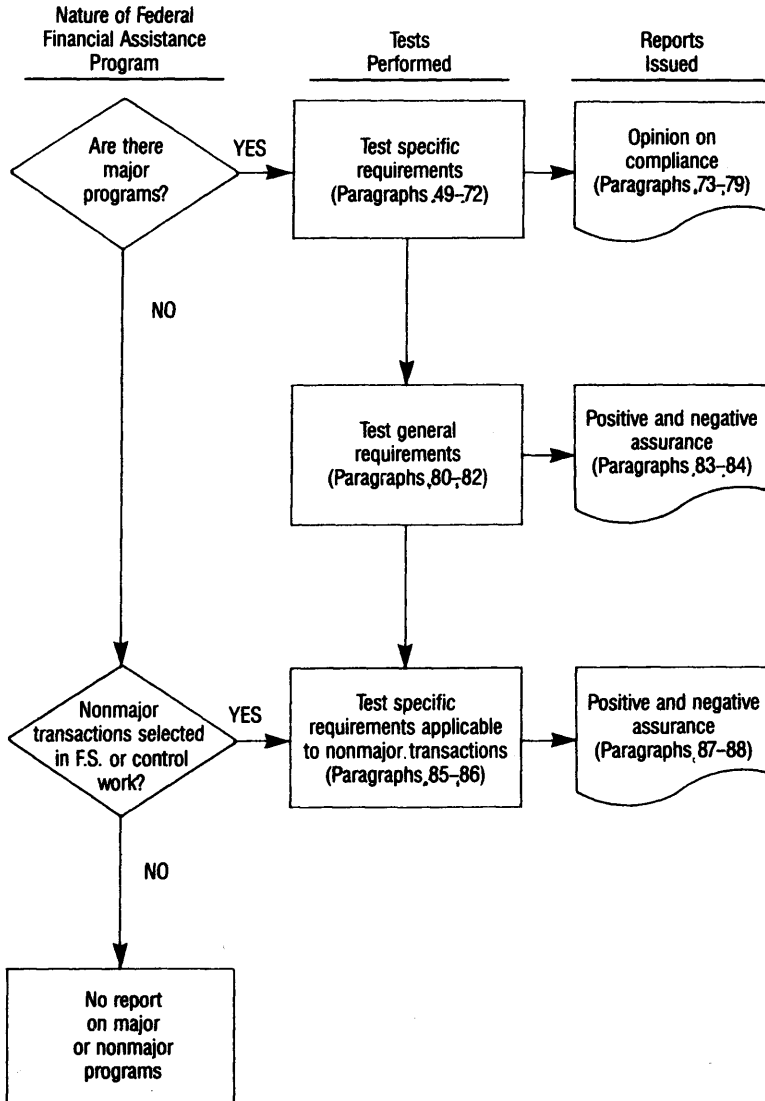 Nature of Federal
Financial Assistance
Program
Tests
Performed
Reports
Issued
Are there
major
programs?
YES
Test specific
requirements
(Paragraphs .49–.72)
Opinion on
compliance
(Paragraphs .73–.79)
NO
Test general
requirements
(Paragraphs .80–.82)
Positive and negative
assurance
(Paragraphs .83–.84)
Nonmajor
transactions selected
in F.S. or control
work?
YES
Test specific
requirements applicable
to nonmajor transactions
(Paragraphs .85–.86)
Positive and negative
assurance
(Paragraphs .87–.88)
NO
No report
on major
or nonmajor
programs